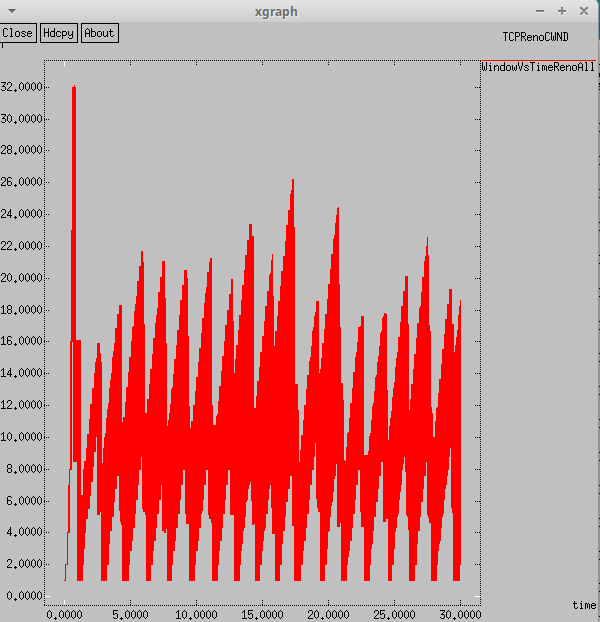 xgraph
Close Hdcpy About
TCPRenoCWND
WindowVsTimeRenoAll
32.0000
30.0000
28.0000
26.0000
24.0000
22.0000
20.0000
18.0000
16.0000
14.0000
12.0000
10.0000
8.0000
6.0000
4.0000
2.0000
0.0000
time
0.0000 5.0000 10.0000 15.0000 20.0000 25.0000 30.0000